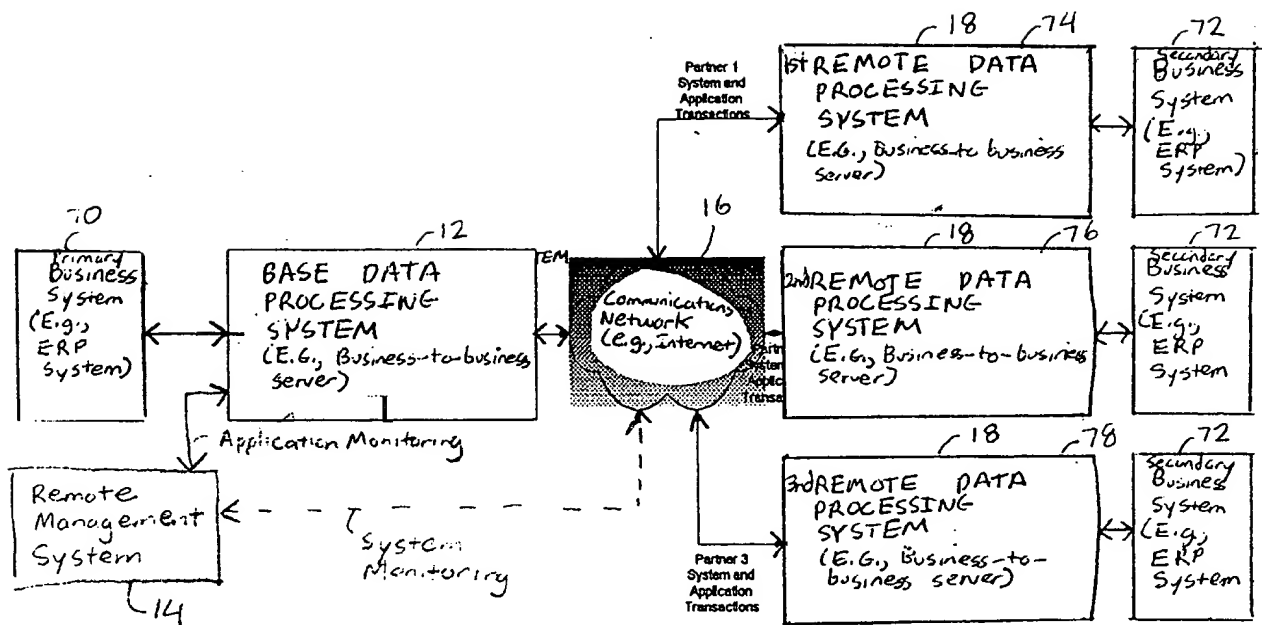 18
74
72
Partner 1
System and
Application
Transactions
1st REMOTE DATA
PROCESSING
SYSTEM
(E.G., Business-to business
server)
Secondary
Business
System
(E.g.,
ERP
System)
70
Primary
Business
System
(E.g.,
ERP
System)
12
BASE DATA
PROCESSING
SYSTEM
(E.G., Business-to-business
server)
16
Communications
Network
(e.g., internet)
18
76
72
2nd REMOTE DATA
PROCESSING
SYSTEM
(E.G., Business-to-business
server)
Secondary
Business
System
(E.g.,
ERP
System
Application Monitoring
Remote
Management
System
14
System
Monitoring
18
78
72
Partner 3
System and
Application
Transactions
3rd REMOTE DATA
PROCESSING
SYSTEM
(E.G., Business-to-
business server)
Secondary
Business
System
(E.g.,
ERP
System